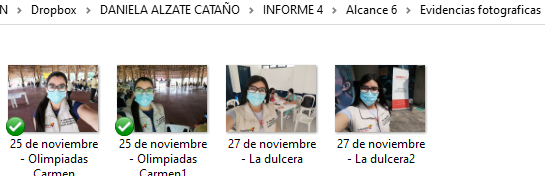 N > Dropbox > DANIELA ALZATE CATAÑO > INFORME 4 > Alcance 6 > Evidencias fotograficas
25 de noviembre
- Olimpiadas
Carmen
25 de noviembre
- Olimpiadas
Carmen1
27 de noviembre
- La dulcera
27 de noviembre
- La dulcera2